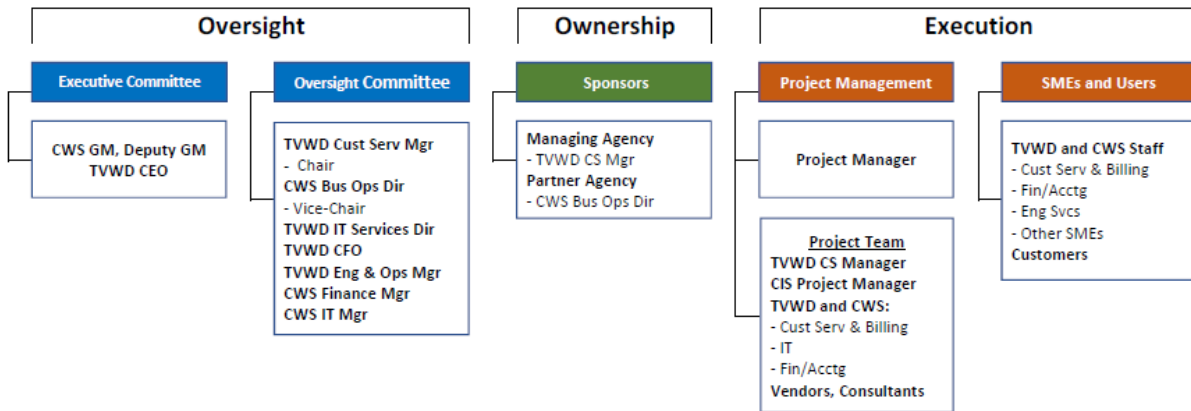 Oversight
Ownership
Execution
Executive Committee
CWS GM, Deputy GM
TVWD CEO
Oversight Committee
TVWD Cust Serv Mgr
- Chair
CWS Bus Ops Dir
- Vice-Chair
TVWD IT Services Dir
TVWD CFO
TVWD Eng & Ops Mgr
CWS Finance Mgr
CWS IT Mgr
Sponsors
Managing Agency
- TVWD CS Mgr
Partner Agency
- CWS Bus Ops Dir
Project Management
Project Manager
Project Team
TVWD CS Manager
CIS Project Manager
TVWD and CWS:
- Cust Serv & Billing
- IT
- Fin/Acctg
Vendors, Consultants
SMEs and Users
TVWD and CWS Staff
- Cust Serv & Billing
- Fin/Acctg
- Eng Svcs
- Other SMEs
Customers